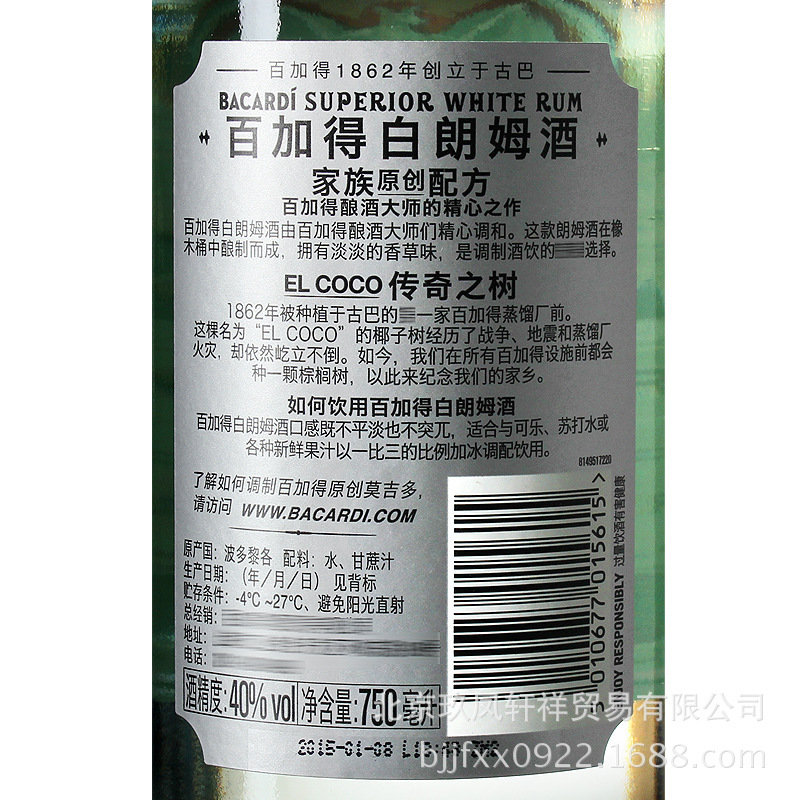 百加得1862年创立于古巴
BACARDÍ SUPERIOR WHITE RUM
百加得白朗姆酒
家族原创配方
百加得酿酒大师的精心之作
百加得白朗姆酒由百加得酿酒大师们精心调和。这款朗姆酒在橡
木桶中酿制而成，拥有淡淡的香草味，是调制酒饮的选择。
EL COCO 传奇之树
1862年被种植于古巴的一家百加得蒸馏厂前。
这棵名为“EL COCO”的椰子树经历了战争、地震和蒸馏厂
火灾，却依然屹立不倒。如今，我们在所有百加得设施前都会
种一颗棕榈树，以此来纪念我们的家乡。
如何饮用百加得白朗姆酒
百加得白朗姆酒口感既不平淡也不突兀，适合与可乐、苏打水或
各种新鲜果汁以一比三的比例加冰调配饮用。
8149517220
了解如何调制百加得原创莫吉多，
请访问 WWW.BACARDI.COM
原产国：波多黎各 配料：水、甘蔗汁
生产日期：（年/月/日）见背标
贮存条件：-4℃ ~27℃、避免阳光直射
总经销：
地址：
电话：
酒精度：40% vol 净含量：750 毫升
2015-01-08
5 010677 015615 >
ENJOY RESPONSIBLY 过量饮酒有害健康
北京玖凤轩祥贸易有限公司
bjjfxx0922.1688.com